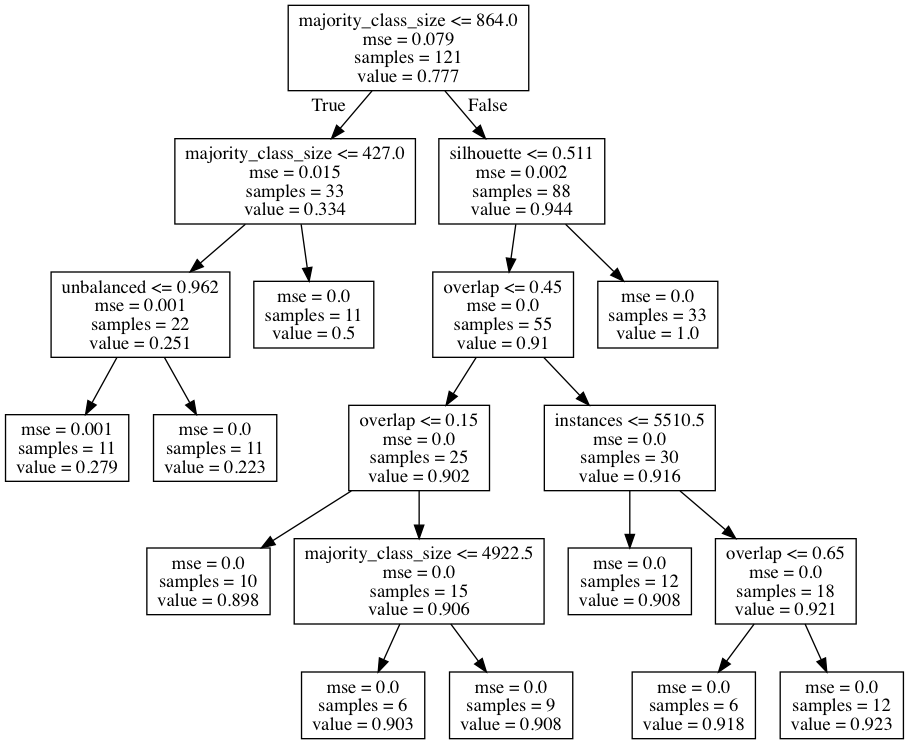 majority_class_size <= 864.0
mse = 0.079
samples = 121
value = 0.777
True
False
majority_class_size <= 427.0
mse = 0.015
samples = 33
value = 0.334
silhouette <= 0.511
mse = 0.002
samples = 88
value = 0.944
unbalanced <= 0.962
mse = 0.001
samples = 22
value = 0.251
mse = 0.0
samples = 11
value = 0.5
overlap <= 0.45
mse = 0.0
samples = 55
value = 0.91
mse = 0.0
samples = 33
value = 1.0
mse = 0.001
samples = 11
value = 0.279
mse = 0.0
samples = 11
value = 0.223
overlap <= 0.15
mse = 0.0
samples = 25
value = 0.902
instances <= 5510.5
mse = 0.0
samples = 30
value = 0.916
mse = 0.0
samples = 10
value = 0.898
majority_class_size <= 4922.5
mse = 0.0
samples = 15
value = 0.906
mse = 0.0
samples = 12
value = 0.908
overlap <= 0.65
mse = 0.0
samples = 18
value = 0.921
mse = 0.0
samples = 6
value = 0.903
mse = 0.0
samples = 9
value = 0.908
mse = 0.0
samples = 6
value = 0.918
mse = 0.0
samples = 12
value = 0.923